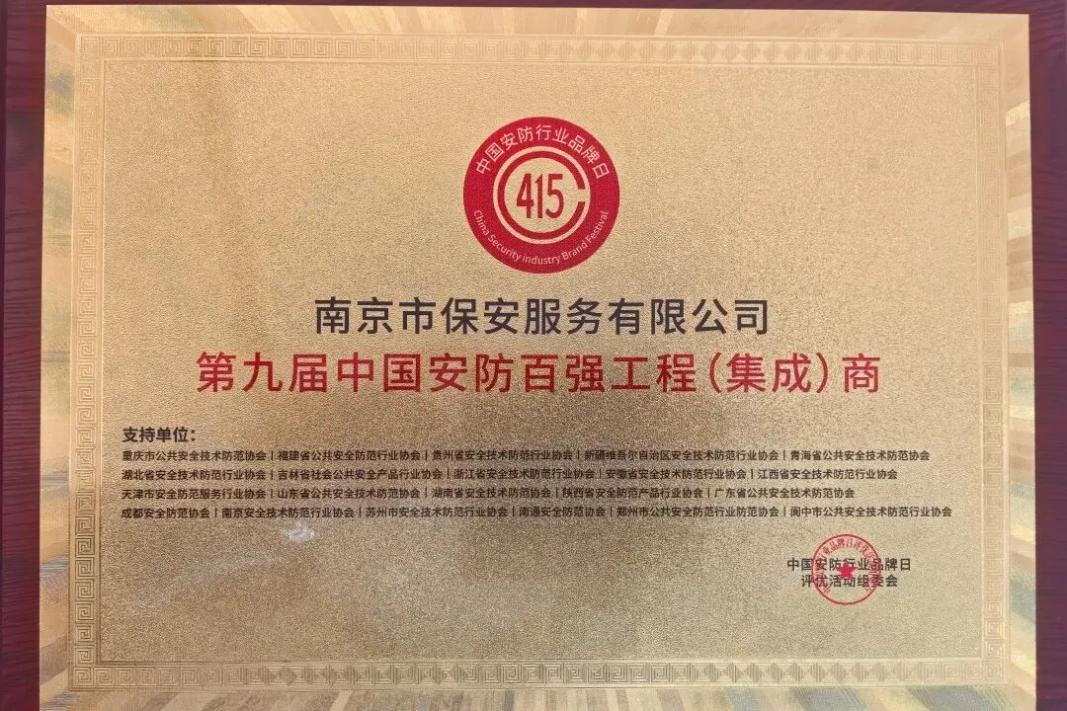 中国安防行业品牌日
415
China Security industry Brand Festival
南京市保安服务有限公司
第九届中国安防百强工程(集成)商
支持单位:
重庆市公共安全技术防范协会|福建省公共安全防范行业协会|贵州省安全技术防范行业协会|新疆维吾尔自治区安全技术防范行业协会|青海省公共安全技术防范协会
湖北省安全技术防范行业协会|吉林省社会公共安全产品行业协会|浙江省安全技术防范行业协会|安徽省安全技术防范行业协会|江西省安全技术防范行业协会
天津市安全防范服务行业协会|山东省公共安全技术防范协会|湖南省安全技术防范协会|陕西省安全防范产品行业协会|广东省公共安全技术防范协会
成都安全防范协会|南京安全技术防范行业协会|苏州市安全技术防范行业协会|南通安全防范协会|郑州市公共安全防范行业防范协会|阆中市公共安全技术防范行业协会
中国安防行业品牌日
评优活动组委会